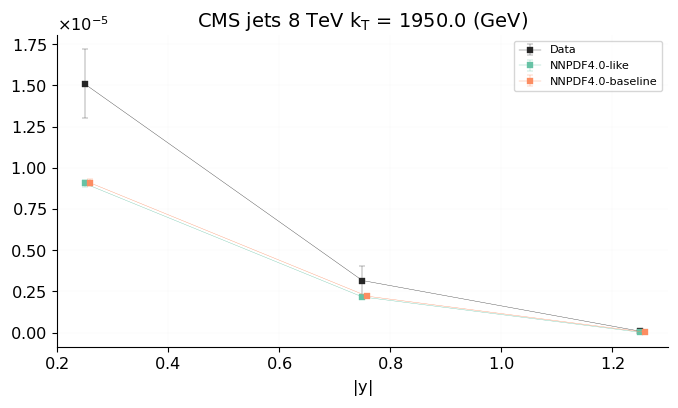 CMS jets 8 TeV k_T = 1950.0 (GeV)
×10⁻⁵
1.75
1.50
1.25
1.00
0.75
0.50
0.25
0.00
0.2 0.4 0.6 0.8 1.0 1.2
|y|
Data
NNPDF4.0-like
NNPDF4.0-baseline